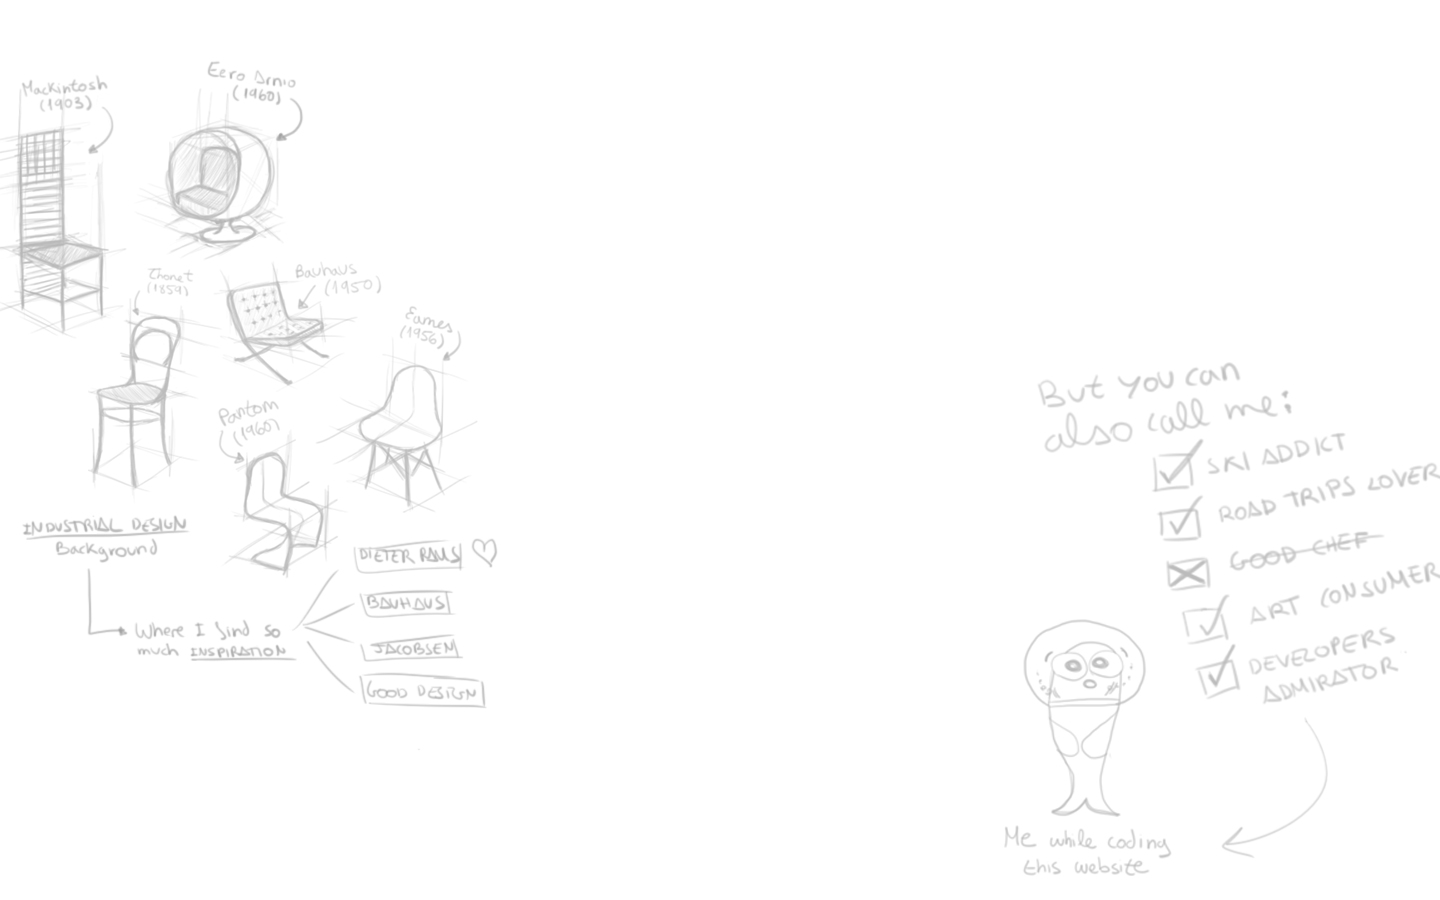 Mackintosh
(1903)
Eero Arnio
(1960)
Thonet
(1859)
Bauhaus
(1950)
Eames
(1956)
Pantom
(1960)
INDUSTRIAL DESIGN
Background
Where I find so
much INSPIRATION
DIETER RAMS
BAUHAUS
JACOBSEN
GOOD DESIGN
But you can
also call me:
SKI ADDICT
ROAD TRIPS LOVER
GOOD CHEF
ART CONSUMER
DEVELOPERS
ADMIRATOR
Me while coding
this website